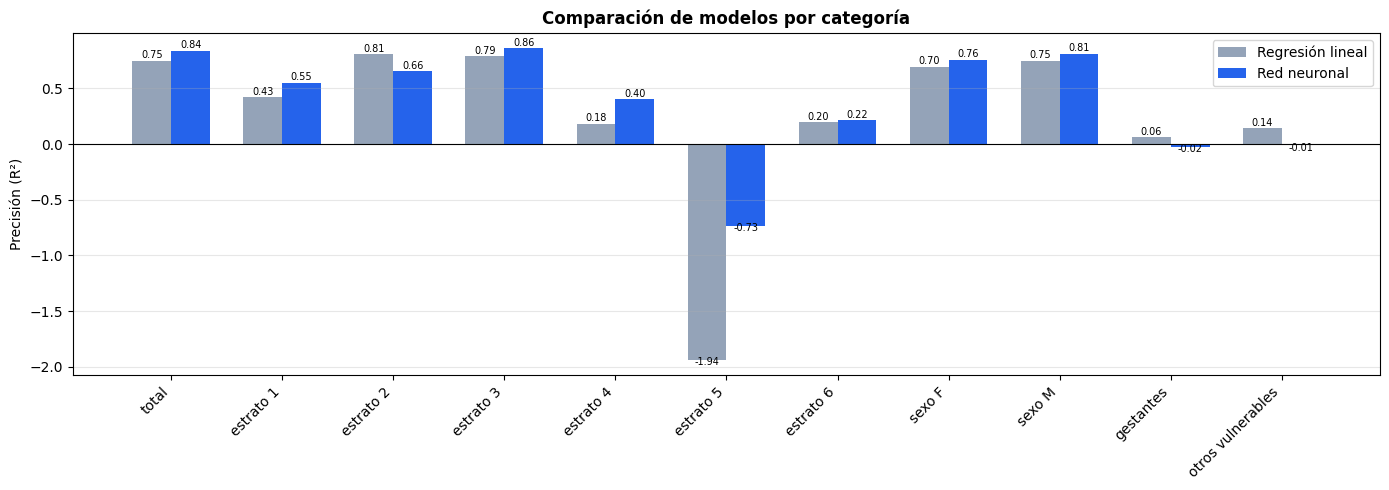 Comparación de modelos por categoría
Regresión lineal
Red neuronal
Precisión (R²)
0.5
0.0
−0.5
−1.0
−1.5
−2.0
0.75
0.84
0.43
0.55
0.81
0.66
0.79
0.86
0.18
0.40
-1.94
-0.73
0.20
0.22
0.70
0.76
0.75
0.81
0.06
-0.02
0.14
-0.01
total
estrato 1
estrato 2
estrato 3
estrato 4
estrato 5
estrato 6
sexo F
sexo M
gestantes
otros vulnerables